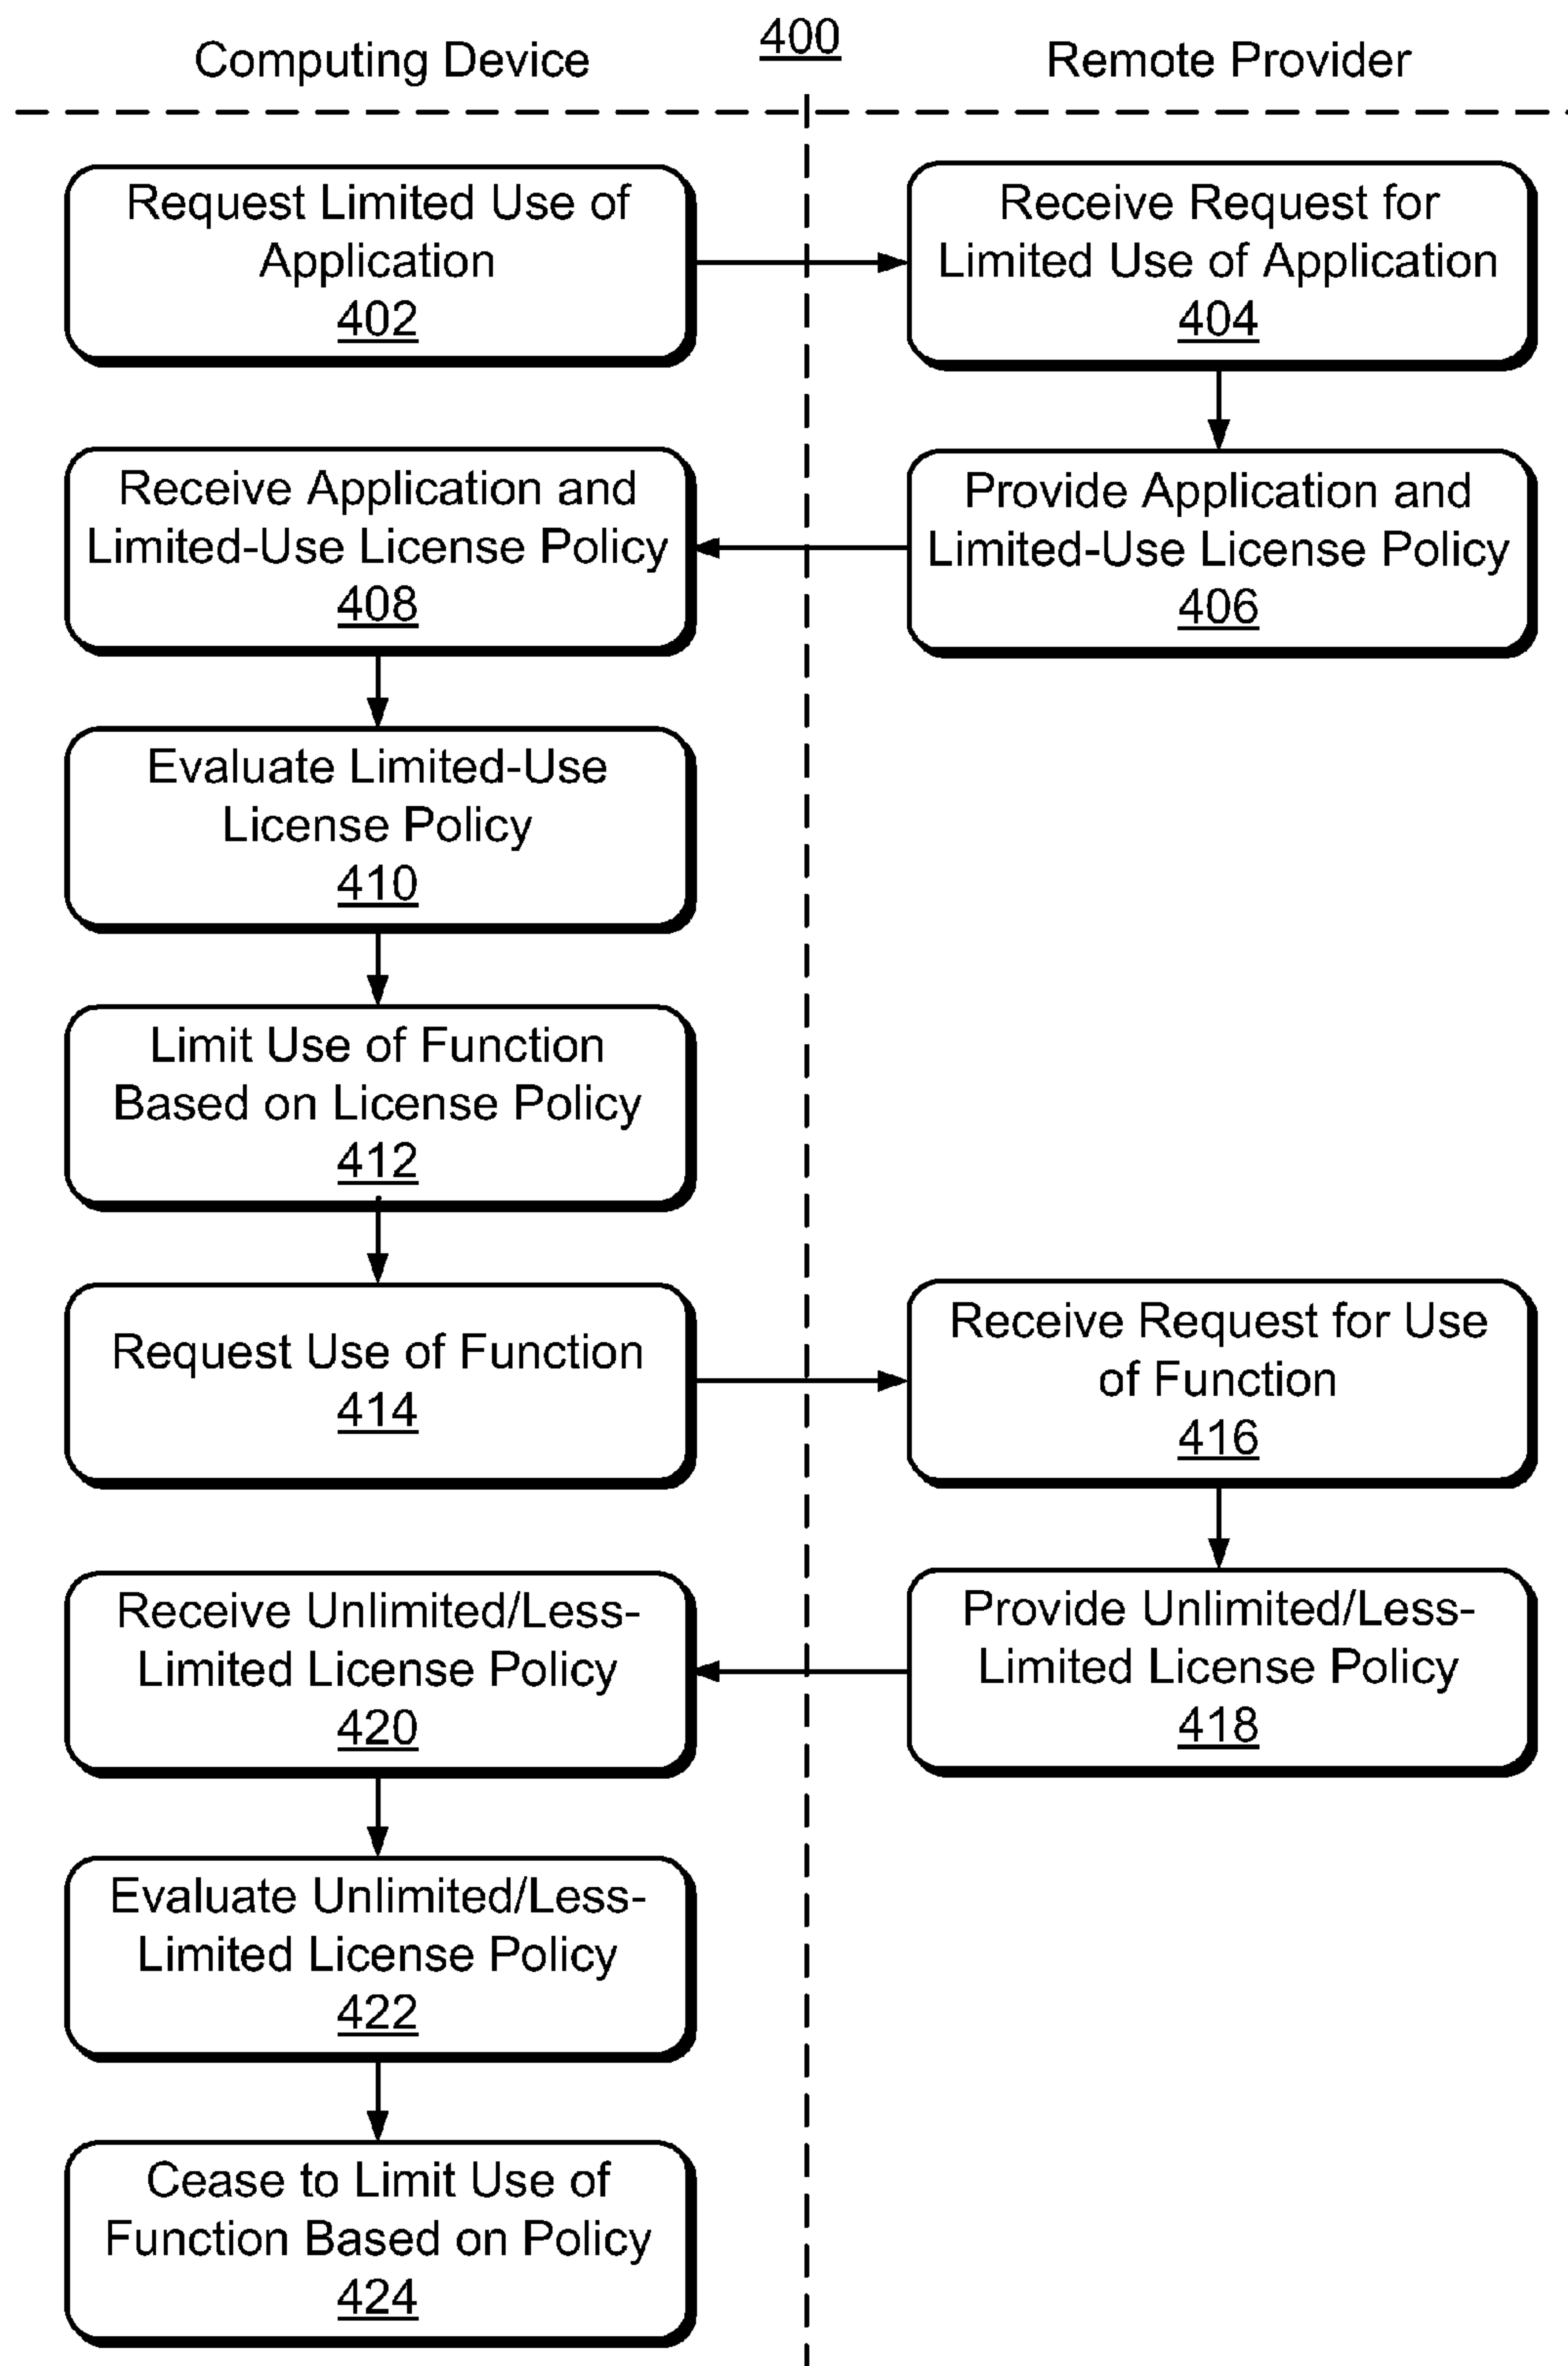 Computing Device
400
Remote Provider
Request Limited Use of
Application
402
Receive Request for
Limited Use of Application
404
Receive Application and
Limited-Use License Policy
408
Provide Application and
Limited-Use License Policy
406
Evaluate Limited-Use
License Policy
410
Limit Use of Function
Based on License Policy
412
Request Use of Function
414
Receive Request for Use
of Function
416
Receive Unlimited/Less-
Limited License Policy
420
Provide Unlimited/Less-
Limited License Policy
418
Evaluate Unlimited/Less-
Limited License Policy
422
Cease to Limit Use of
Function Based on Policy
424